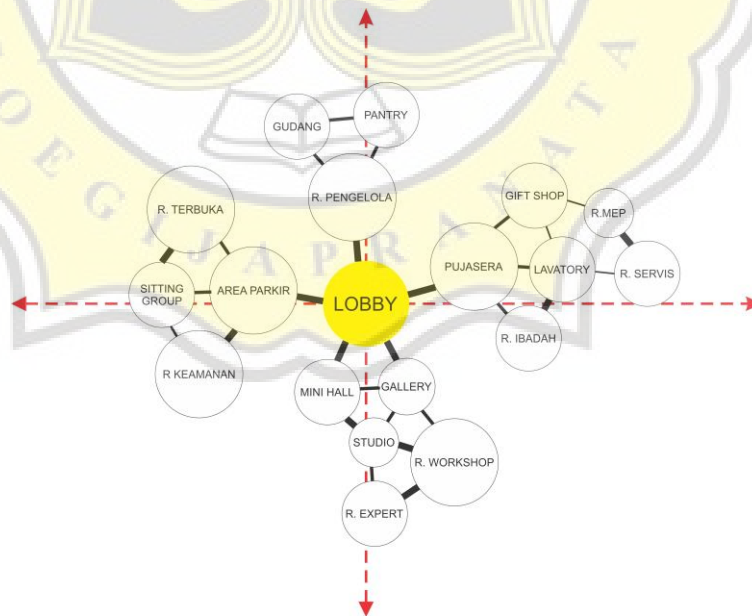 PANTRY
GUDANG
R. PENGELOLA
GIFT SHOP
R. TERBUKA
R.MEP
PUJASERA
LAVATORY
R. SERVIS
SITTING
GROUP
AREA PARKIR
LOBBY
R. IBADAH
R KEAMANAN
MINI HALL
GALLERY
STUDIO
R. WORKSHOP
R. EXPERT
OEGIJAPRANATA